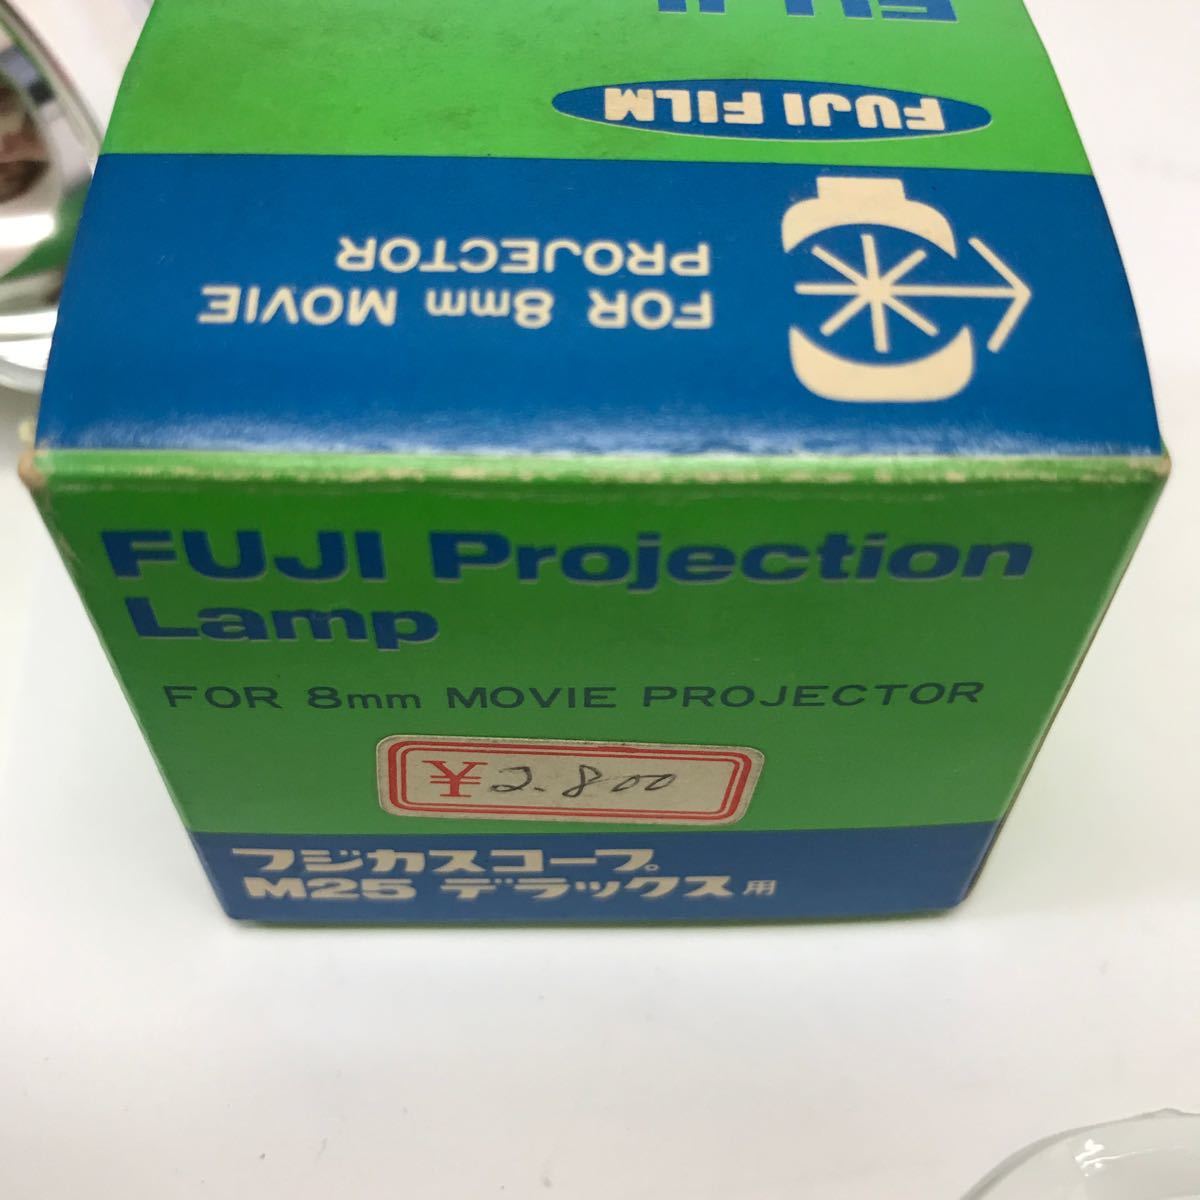 FUJI
FUJI FILM
FOR 8mm MOVIE
PROJECTOR
FUJI Projection
Lamp
FOR 8mm MOVIE PROJECTOR
¥2.800
フジカスコープ
M25 デラックス用